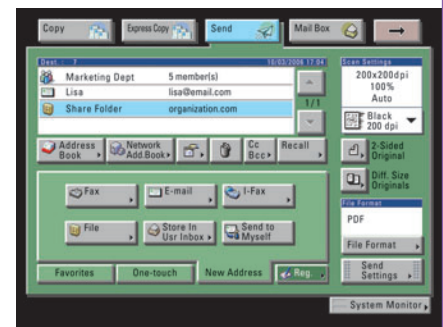 Copy
Express Copy
Send
Mail Box
Dest.: 7
10/03/2006 17:04
Scan Settings
Marketing Dept 5 member(s)
Lisa lisa@email.com
Share Folder organization.com
1/1
200x200dpi
100%
Auto
Black
200 dpi
Address
Book
Network
Add.Book
Cc
Bcc
Recall
2-Sided
Original
Diff. Size
Originals
File Format
PDF
File Format
Fax
E-mail
I-Fax
File
Store In
Usr Inbox
Send to
Myself
Favorites
One-touch
New Address
Reg.
Send
Settings
System Monitor